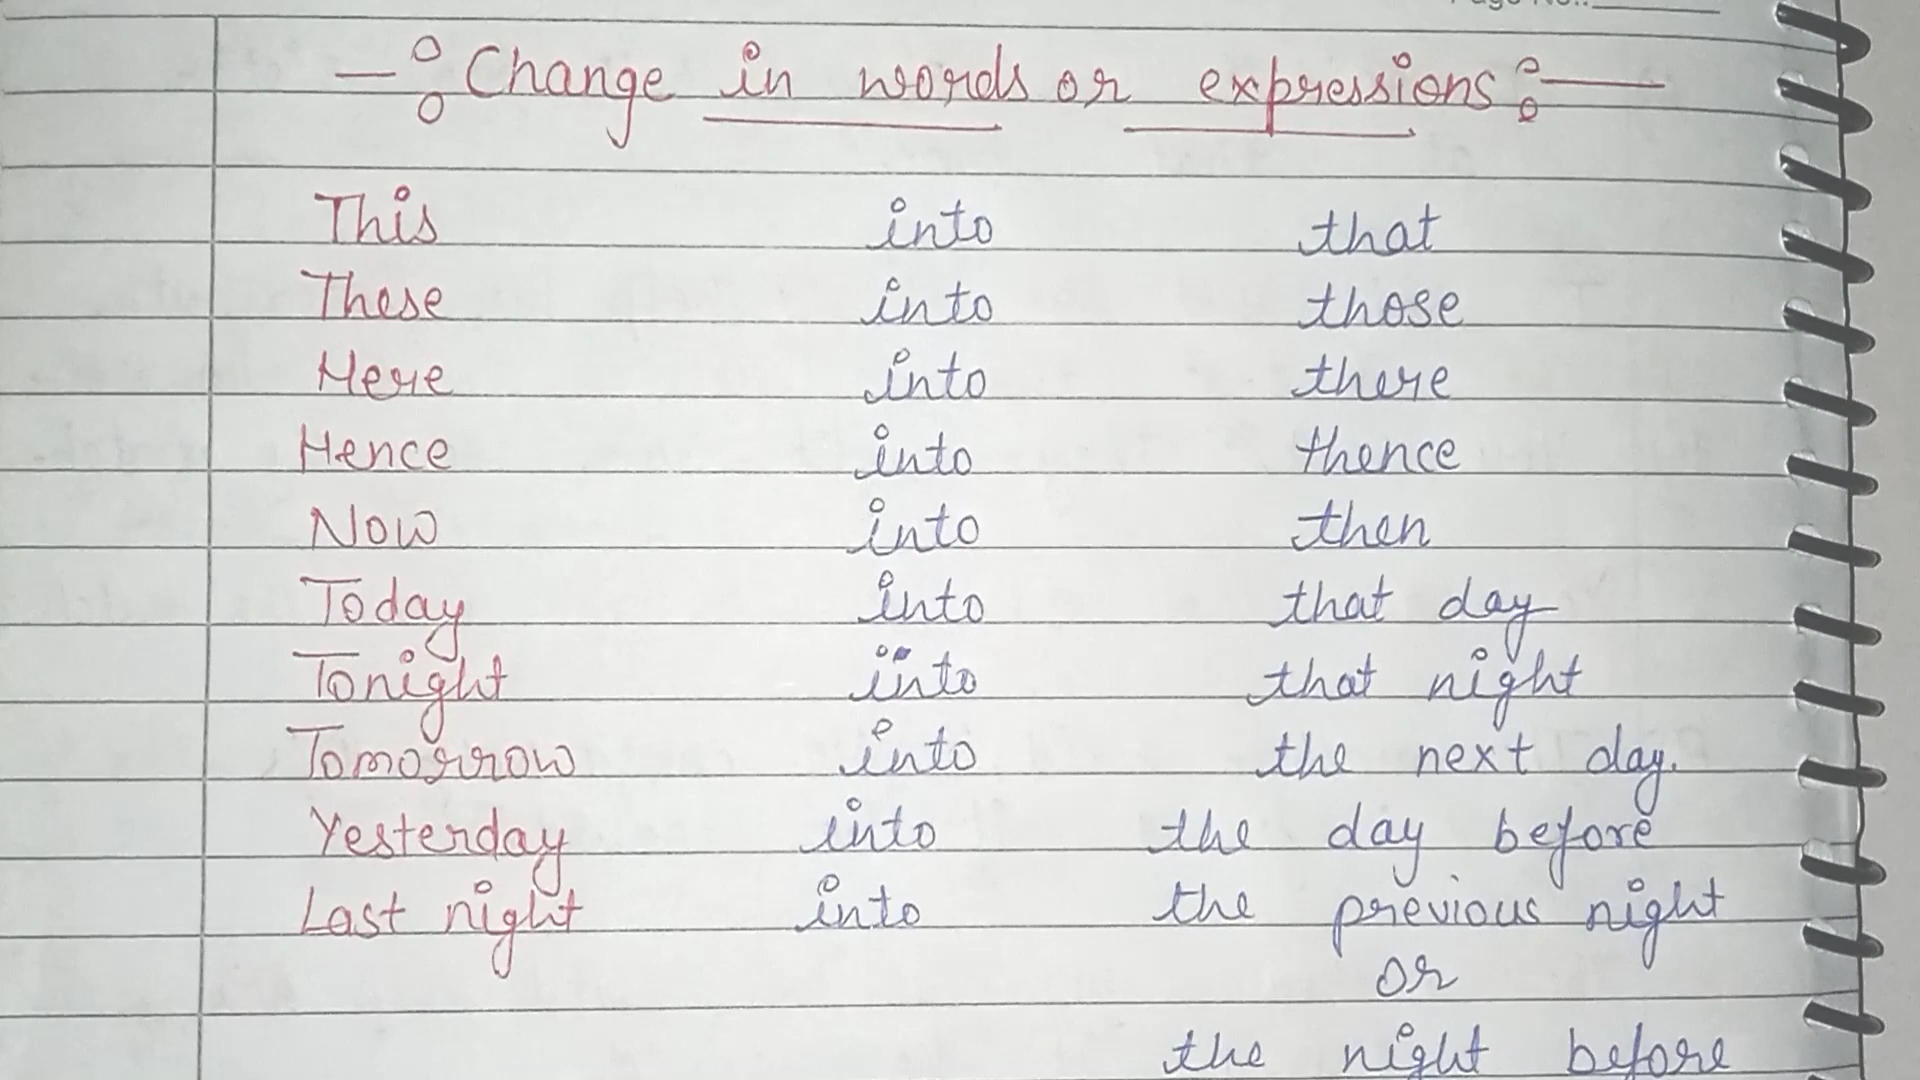 —: Change in words or expressions :—
This into that
These into those
Here into there
Hence into thence
Now into then
Today into that day
Tonight into that night
Tomorrow into the next day.
Yesterday into the day before
Last night into the previous night
or
the night before